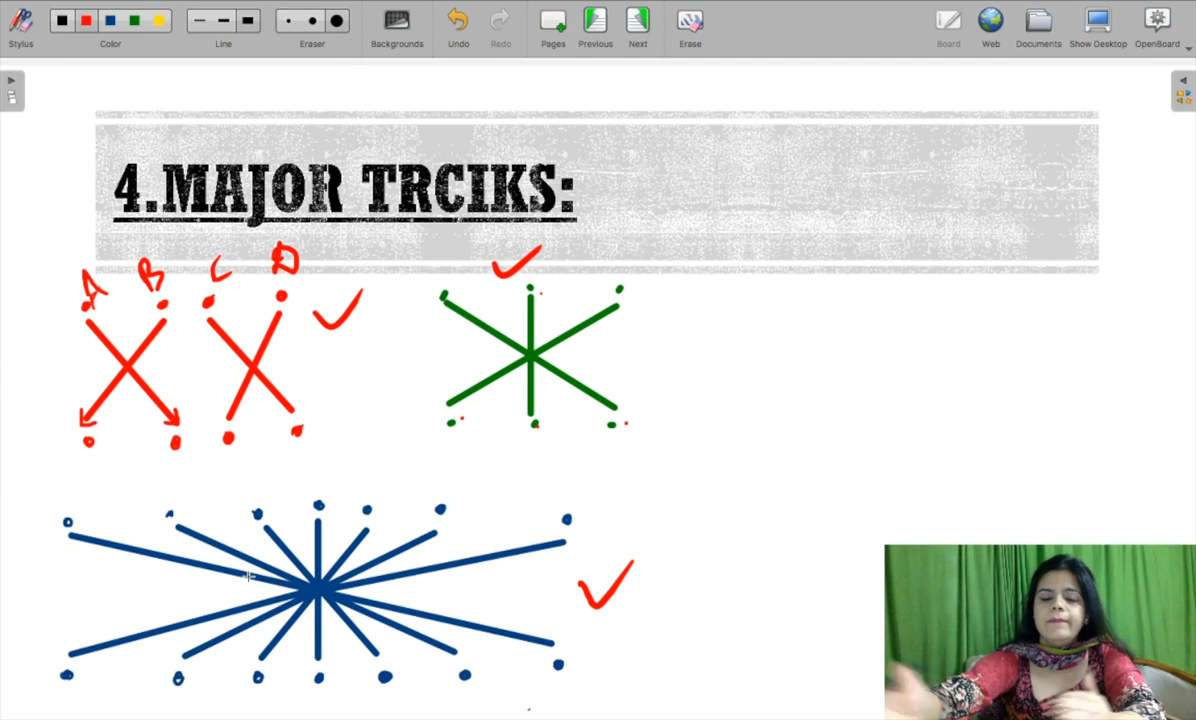 Stylus Color Line Eraser Backgrounds Undo Redo Pages Previous Next Erase Board Web Documents Show Desktop OpenBoard
4.MAJOR TRCIKS:
A B C D